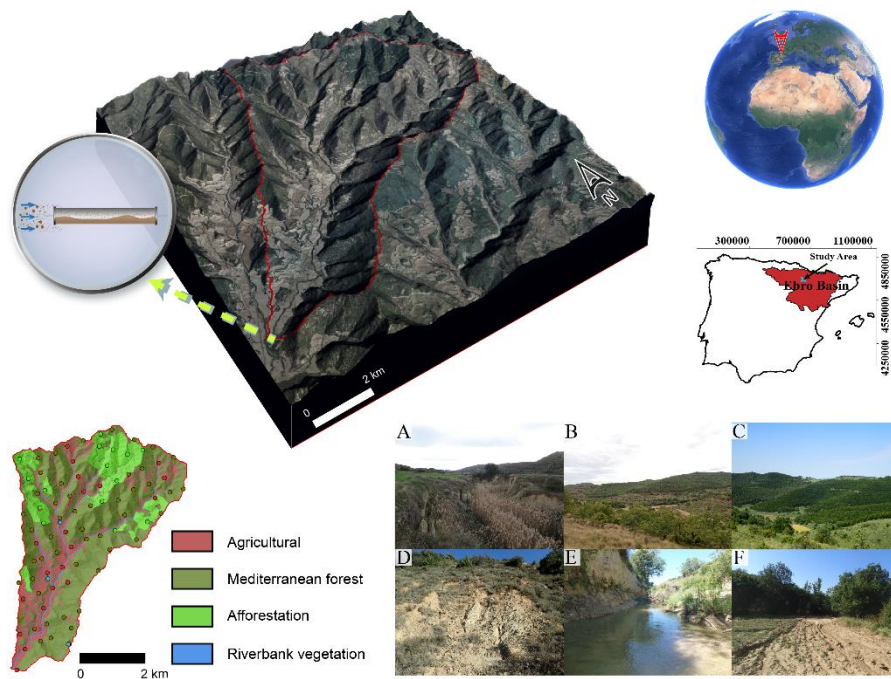 N
0
2 km
300000
700000
1100000
Study Area
Ebro Basin
4850000
4550000
4250000
Agricultural
Mediterranean forest
Afforestation
Riverbank vegetation
0
2 km
A
B
C
D
E
F